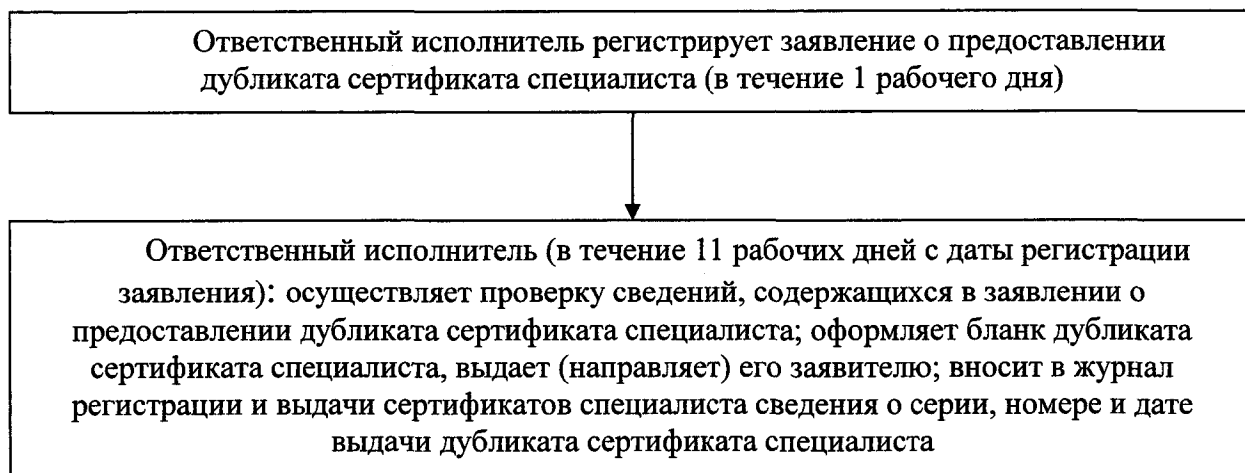 Ответственный исполнитель регистрирует заявление о предоставлении
дубликата сертификата специалиста (в течение 1 рабочего дня)
Ответственный исполнитель (в течение 11 рабочих дней с даты регистрации
заявления): осуществляет проверку сведений, содержащихся в заявлении о
предоставлении дубликата сертификата специалиста; оформляет бланк дубликата
сертификата специалиста, выдает (направляет) его заявителю; вносит в журнал
регистрации и выдачи сертификатов специалиста сведения о серии, номере и дате
выдачи дубликата сертификата специалиста